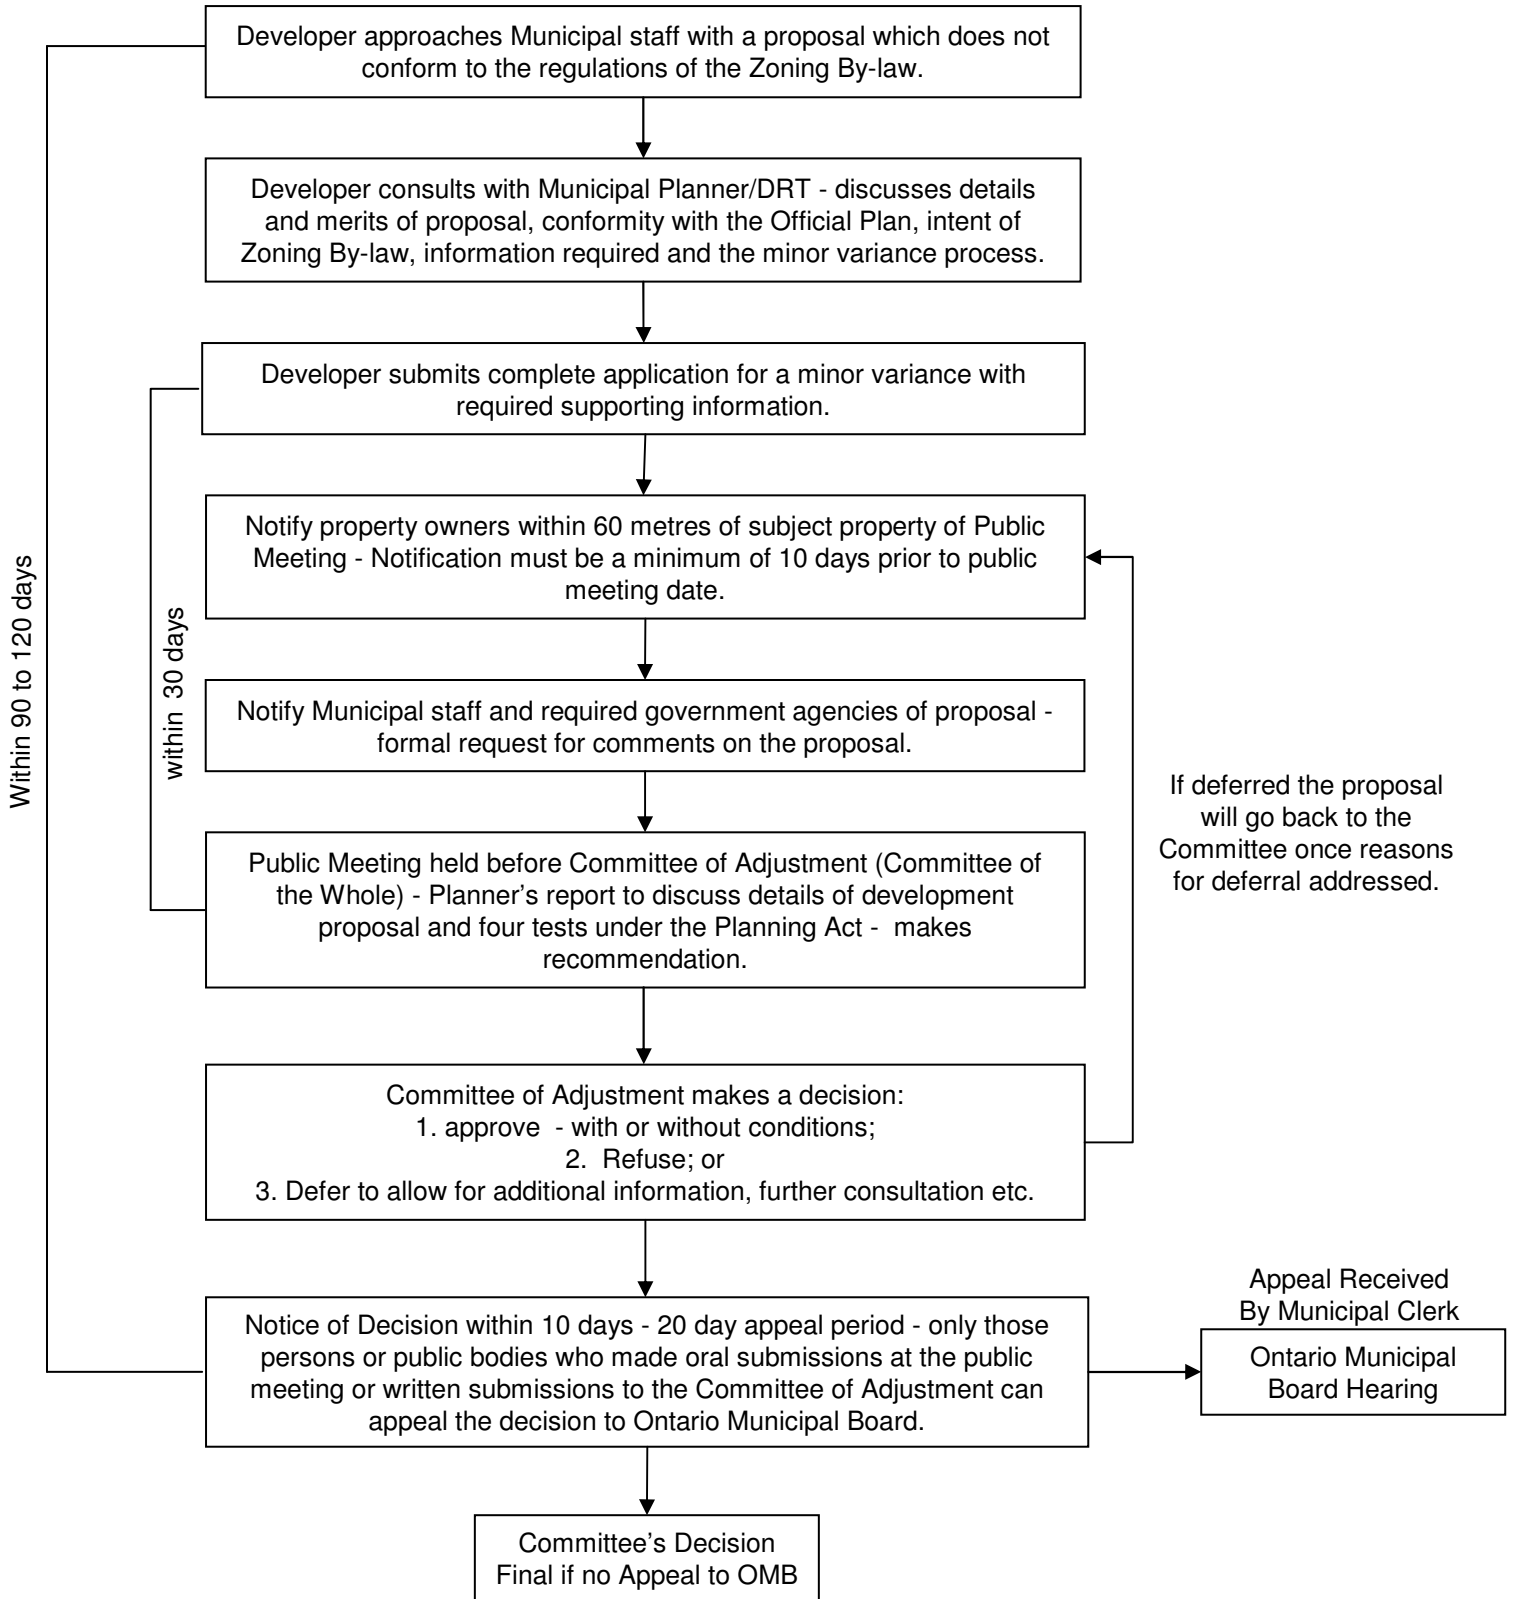 Developer approaches Municipal staff with a proposal which does not
conform to the regulations of the Zoning By-law.
Developer consults with Municipal Planner/DRT - discusses details
and merits of proposal, conformity with the Official Plan, intent of
Zoning By-law, information required and the minor variance process.
Developer submits complete application for a minor variance with
required supporting information.
Notify property owners within 60 metres of subject property of Public
Meeting - Notification must be a minimum of 10 days prior to public
meeting date.
Within 90 to 120 days
within 30 days
Notify Municipal staff and required government agencies of proposal -
formal request for comments on the proposal.
If deferred the proposal
will go back to the
Committee once reasons
for deferral addressed.
Public Meeting held before Committee of Adjustment (Committee of
the Whole) - Planner’s report to discuss details of development
proposal and four tests under the Planning Act - makes
recommendation.
Committee of Adjustment makes a decision:
1. approve - with or without conditions;
2. Refuse; or
3. Defer to allow for additional information, further consultation etc.
Appeal Received
By Municipal Clerk
Notice of Decision within 10 days - 20 day appeal period - only those
persons or public bodies who made oral submissions at the public
meeting or written submissions to the Committee of Adjustment can
appeal the decision to Ontario Municipal Board.
Ontario Municipal
Board Hearing
Committee’s Decision
Final if no Appeal to OMB